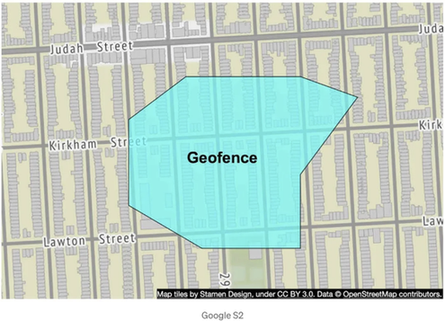 Judah Street
Juda
Kirkham Street
Kirk
Geofence
Lawton Street
Law
29
Map tiles by Stamen Design, under CC BY 3.0. Data © OpenStreetMap contributors.
Google S2